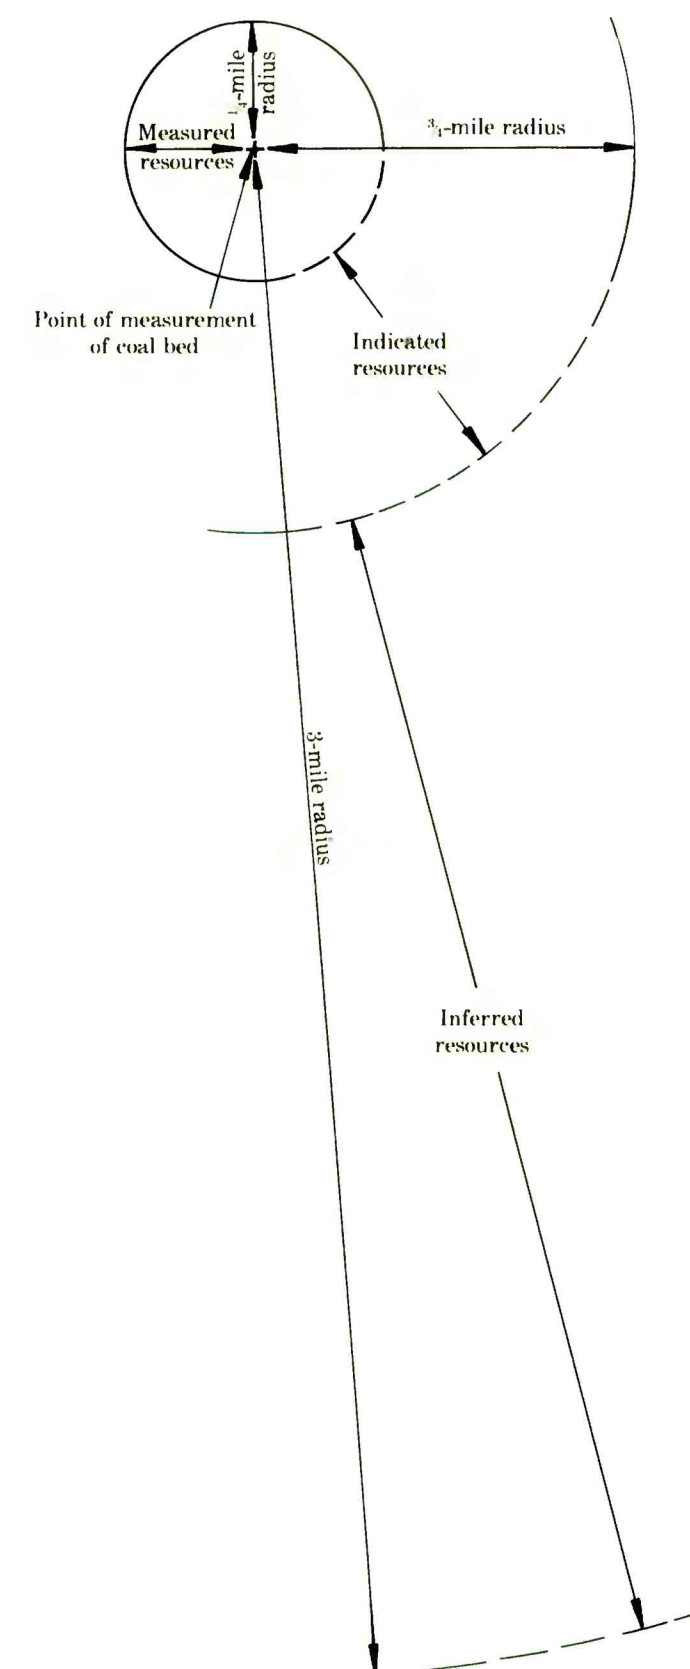 ¼-mile
radius
Measured
resources
¾-mile radius
Point of measurement
of coal bed
Indicated
resources
3-mile radius
Inferred
resources